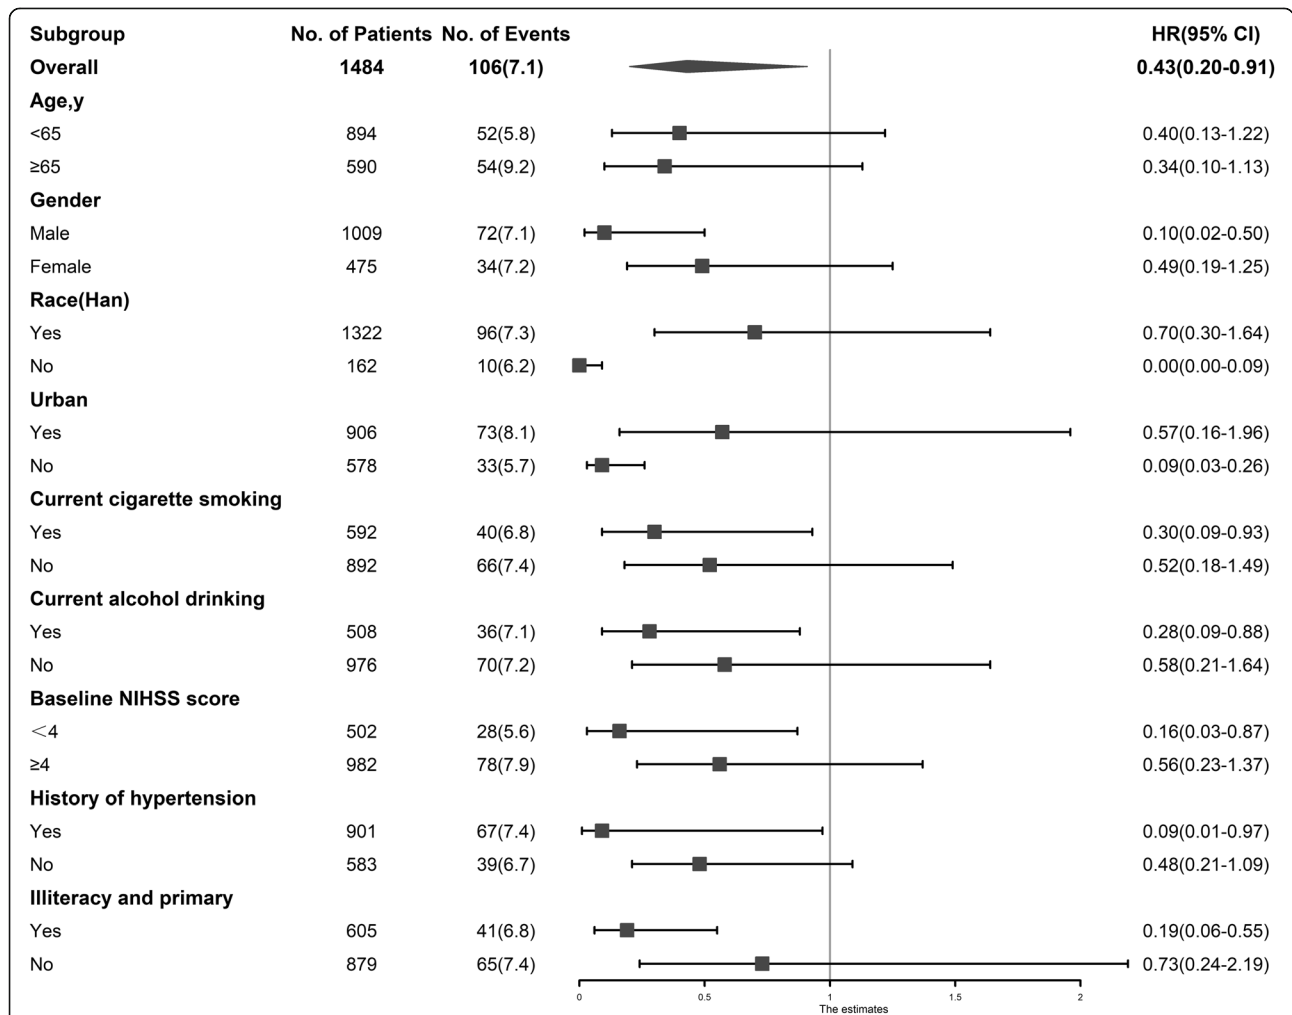 Subgroup No. of Patients No. of Events HR(95% CI)
Overall 1484 106(7.1) 0.43(0.20-0.91)
Age,y
<65 894 52(5.8) 0.40(0.13-1.22)
≥65 590 54(9.2) 0.34(0.10-1.13)
Gender
Male 1009 72(7.1) 0.10(0.02-0.50)
Female 475 34(7.2) 0.49(0.19-1.25)
Race(Han)
Yes 1322 96(7.3) 0.70(0.30-1.64)
No 162 10(6.2) 0.00(0.00-0.09)
Urban
Yes 906 73(8.1) 0.57(0.16-1.96)
No 578 33(5.7) 0.09(0.03-0.26)
Current cigarette smoking
Yes 592 40(6.8) 0.30(0.09-0.93)
No 892 66(7.4) 0.52(0.18-1.49)
Current alcohol drinking
Yes 508 36(7.1) 0.28(0.09-0.88)
No 976 70(7.2) 0.58(0.21-1.64)
Baseline NIHSS score
<4 502 28(5.6) 0.16(0.03-0.87)
≥4 982 78(7.9) 0.56(0.23-1.37)
History of hypertension
Yes 901 67(7.4) 0.09(0.01-0.97)
No 583 39(6.7) 0.48(0.21-1.09)
Illiteracy and primary
Yes 605 41(6.8) 0.19(0.06-0.55)
No 879 65(7.4) 0.73(0.24-2.19)
0 0.5 1 1.5 2
The estimates